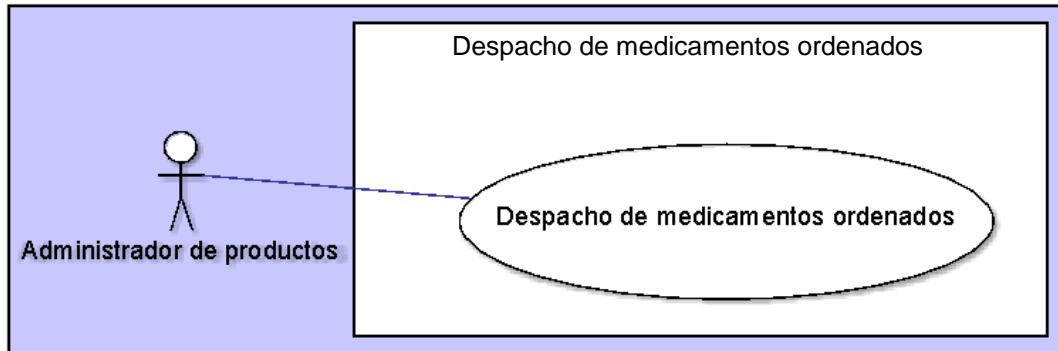 Despacho de medicamentos ordenados
Despacho de medicamentos ordenados
Administrador de productos